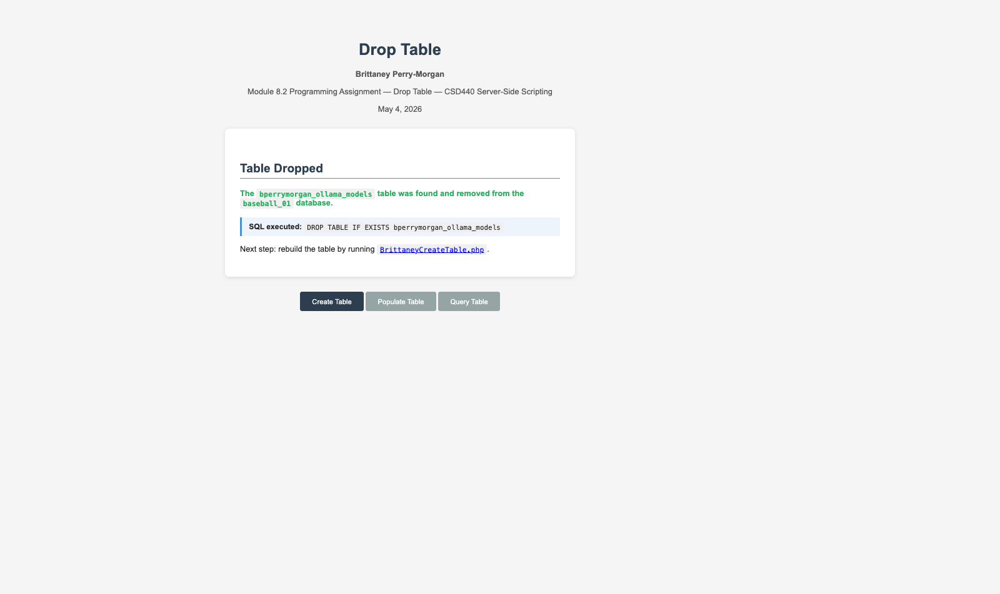 Drop Table
Brittaney Perry-Morgan
Module 8.2 Programming Assignment — Drop Table — CSD440 Server-Side Scripting
May 4, 2026
Table Dropped
The bperrymorgan_ollama_models table was found and removed from the
baseball_01 database.
SQL executed: DROP TABLE IF EXISTS bperrymorgan_ollama_models
Next step: rebuild the table by running BrittaneyCreateTable.php.
Create Table Populate Table Query Table